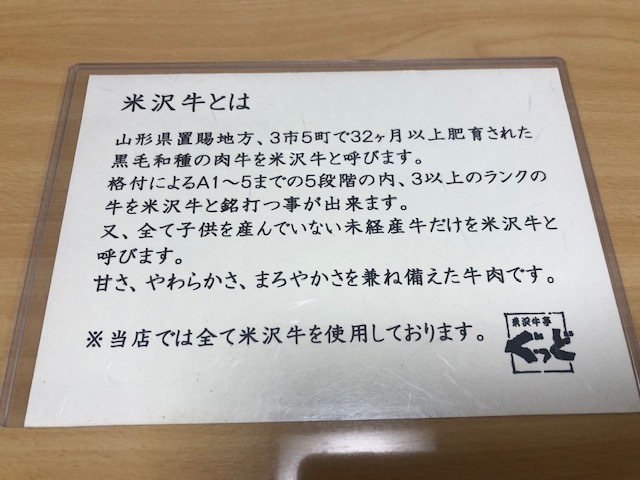 米沢牛とは
山形県置賜地方、3市5町で32ヶ月以上肥育された
黒毛和種の肉牛を米沢牛と呼びます。
格付によるA1～5までの5段階の内、3以上のランクの
牛を米沢牛と銘打つ事が出来ます。
又、全て子供を産んでいない未経産牛だけを米沢牛と
呼びます。
甘さ、やわらかさ、まろやかさを兼ね備えた牛肉です。
※当店では全て米沢牛を使用しております。
米沢牛亭
ぐっど